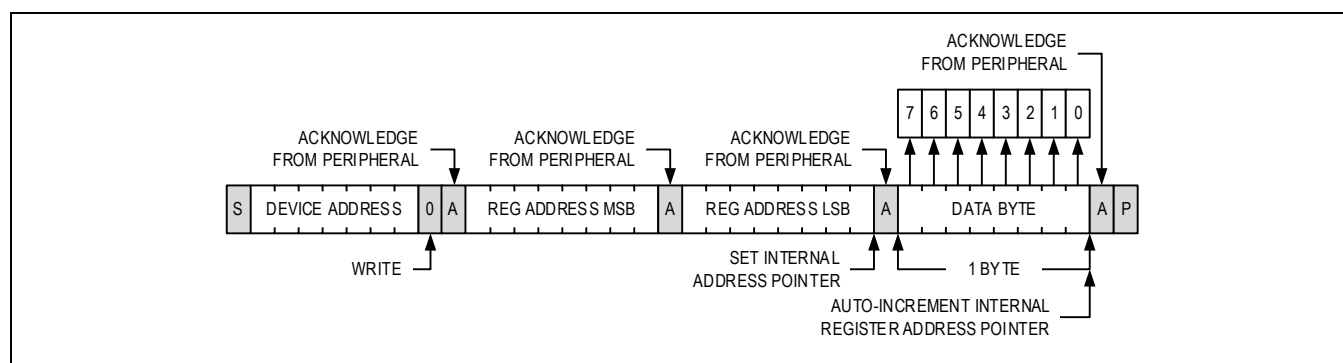 ACKNOWLEDGE
FROM PERIPHERAL
7 6 5 4 3 2 1 0
ACKNOWLEDGE
FROM PERIPHERAL
ACKNOWLEDGE
FROM PERIPHERAL
ACKNOWLEDGE
FROM PERIPHERAL
S DEVICE ADDRESS 0 A REG ADDRESS MSB A REG ADDRESS LSB A DATA BYTE A P
WRITE
SET INTERNAL
ADDRESS POINTER
1 BYTE
AUTO-INCREMENT INTERNAL
REGISTER ADDRESS POINTER